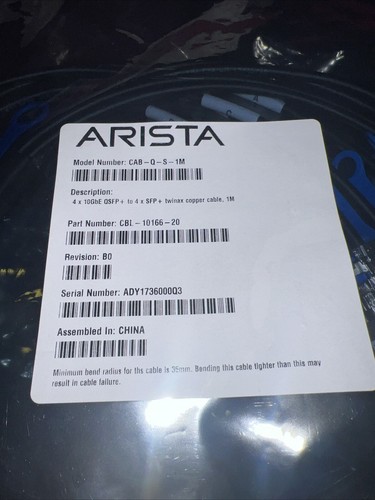 ARISTA
Model Number: CAB-Q-S-1M
Description:
4 x 10GbE QSFP+ to 4 x SFP+ twinax copper cable, 1M
Part Number: CBL-10166-20
Revision: B0
Serial Number: ADY1736000Q3
Assembled In: CHINA
Minimum bend radius for ths cable is 35mm. Bending this cable tighter than this may
result in cable failure.